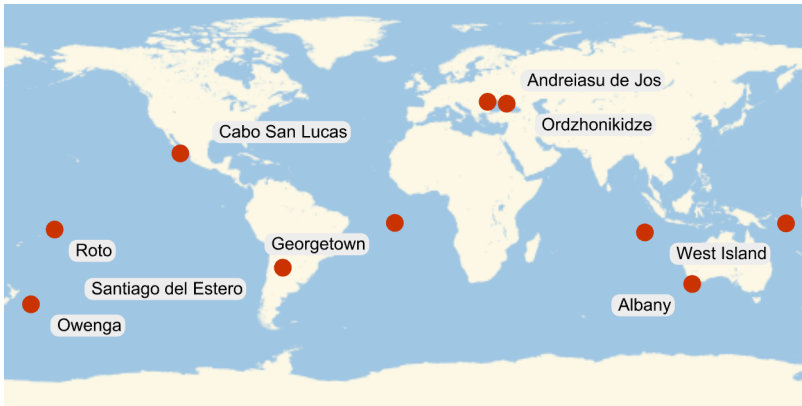 Andreiasu de Jos
Ordzhonikidze
Cabo San Lucas
Roto
Georgetown
West Island
Santiago del Estero
Albany
Owenga